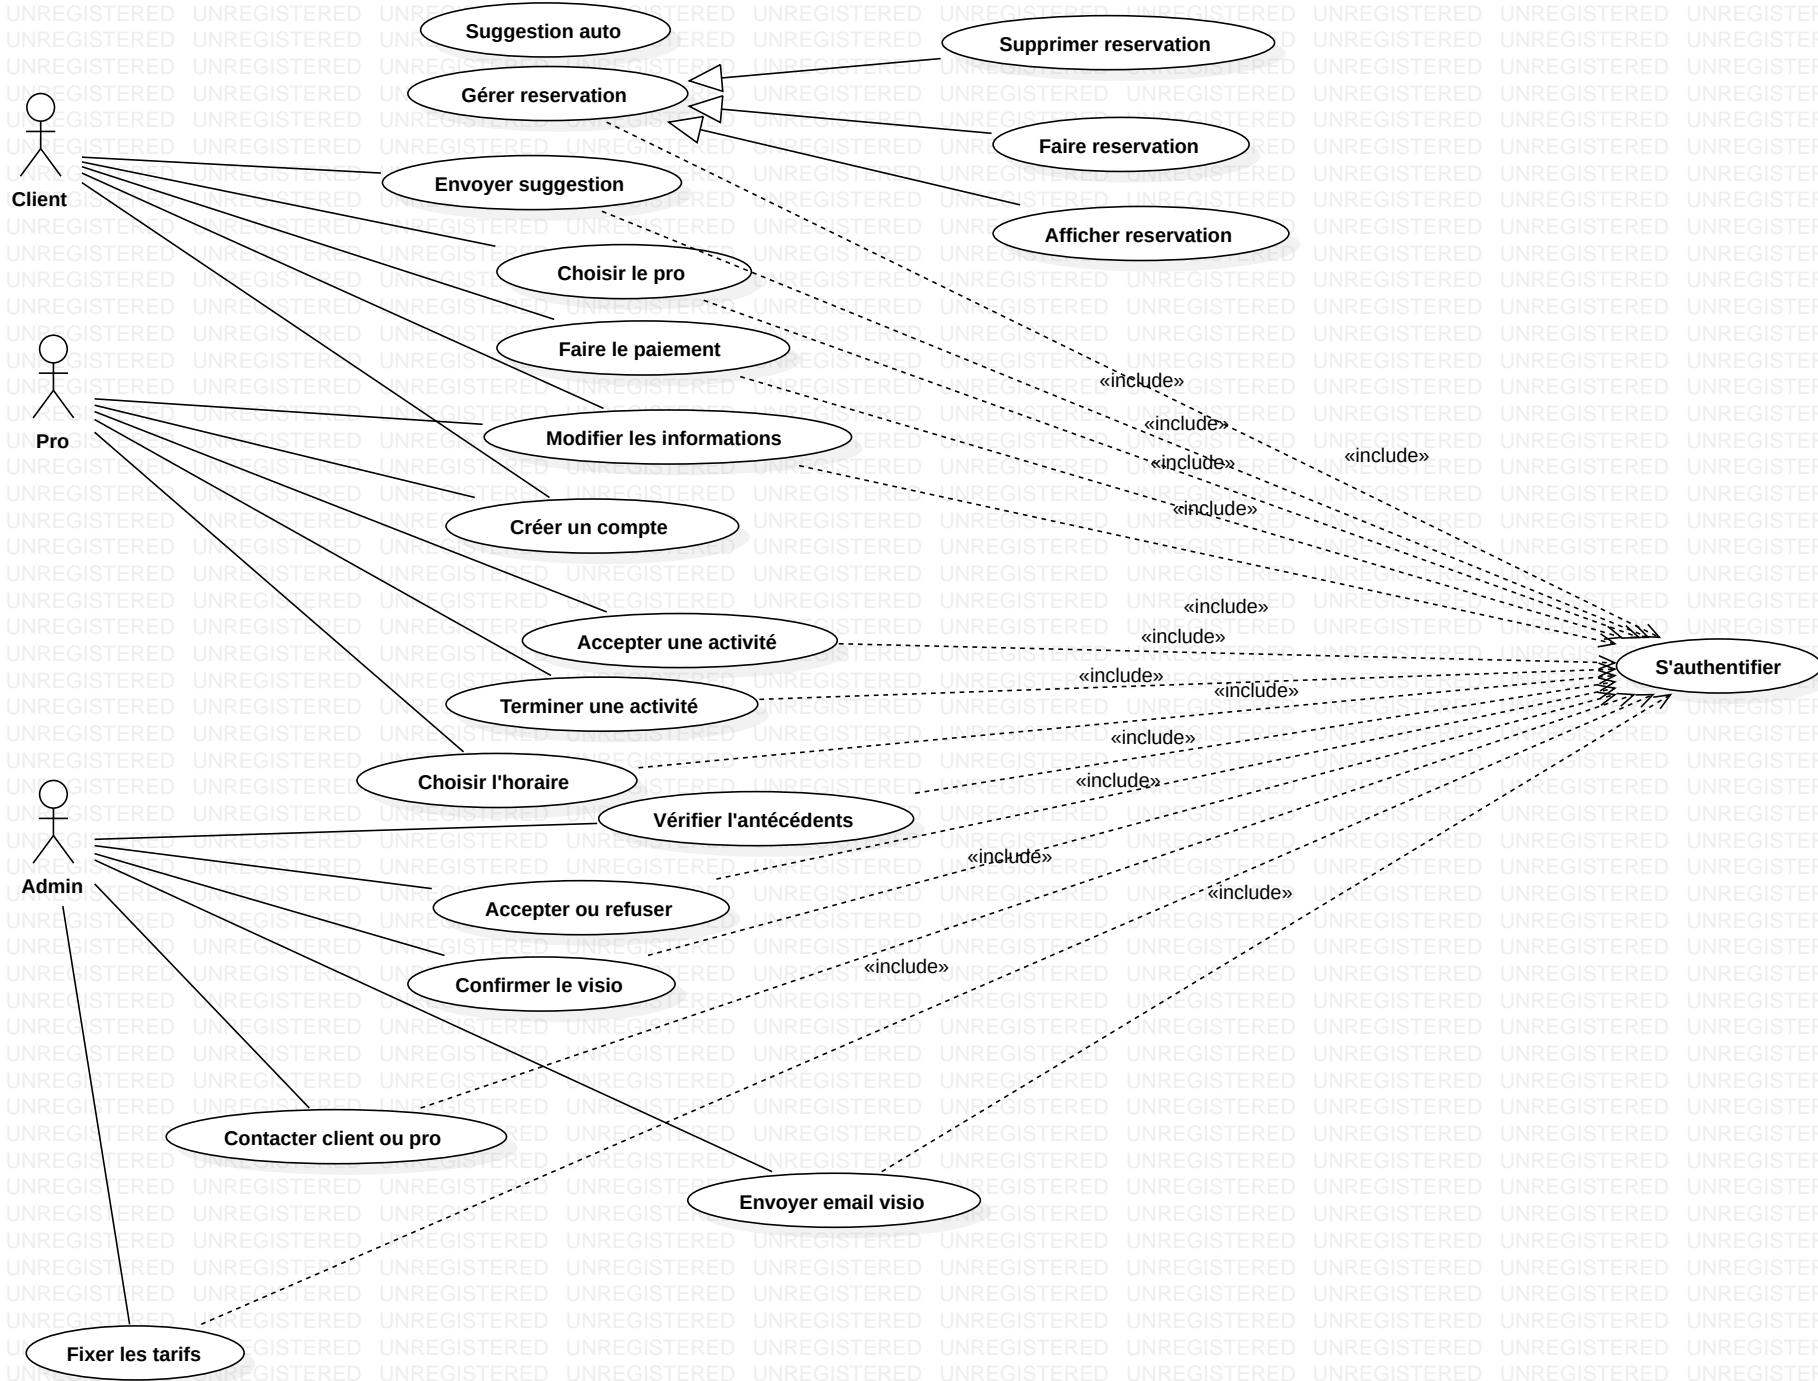 Suggestion auto
Supprimer reservation
Gérer reservation
Faire reservation
Envoyer suggestion
Client
Afficher reservation
Choisir le pro
Faire le paiement
«include»
«include»
Modifier les informations
Pro
«include»
«include»
«include»
Créer un compte
«include»
Accepter une activité
«include»
S'authentifier
«include»
«include»
Terminer une activité
«include»
Choisir l'horaire
«include»
Vérifier l'antécédents
«include»
Admin
«include»
Accepter ou refuser
«include»
Confirmer le visio
Contacter client ou pro
Envoyer email visio
Fixer les tarifs
UNREGISTERED